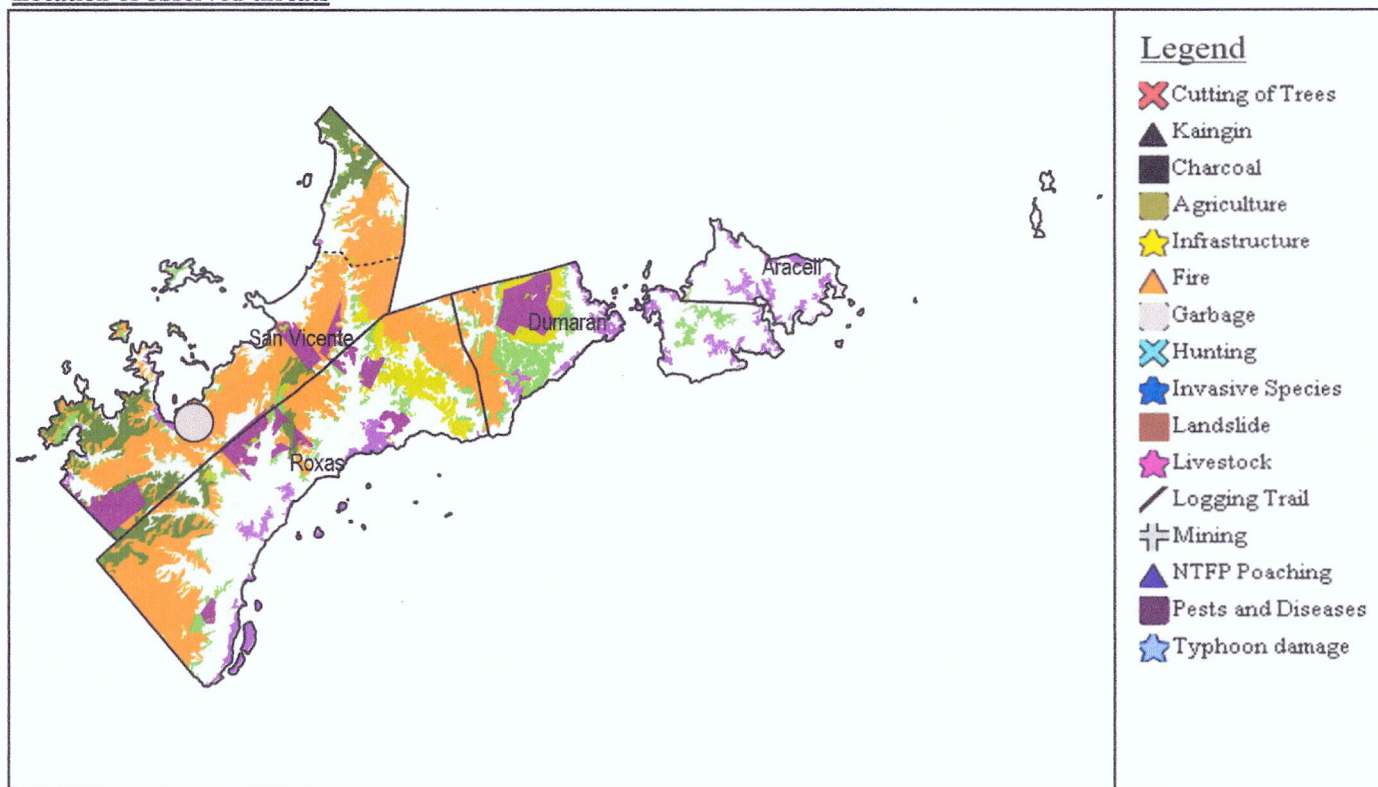 Legend
Cutting of Trees
Kaingin
Charcoal
Agriculture
Infrastructure
Fire
Garbage
Hunting
Invasive Species
Landslide
Livestock
Logging Trail
Mining
NTFP Poaching
Pests and Diseases
Typhoon damage
Araceli
Dumaran
San Vicente
Roxas